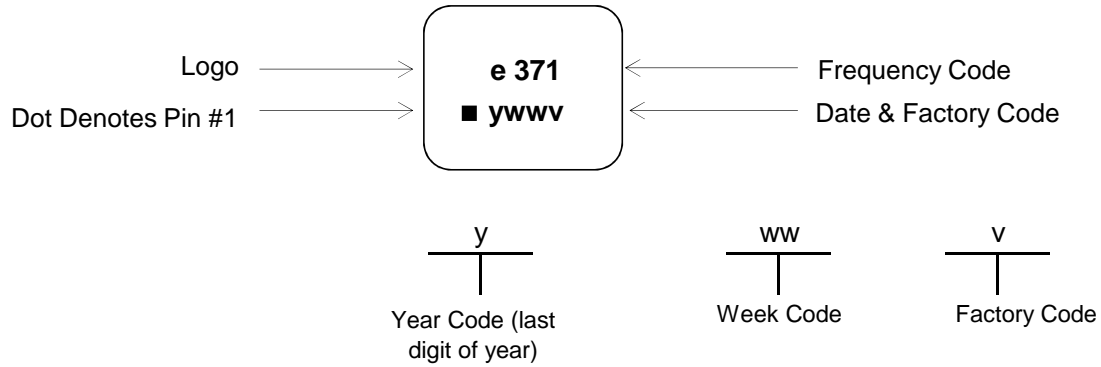 Logo
e 371
Frequency Code
Dot Denotes Pin #1
■ ywwv
Date & Factory Code
y
ww
v
Year Code (last
digit of year)
Week Code
Factory Code